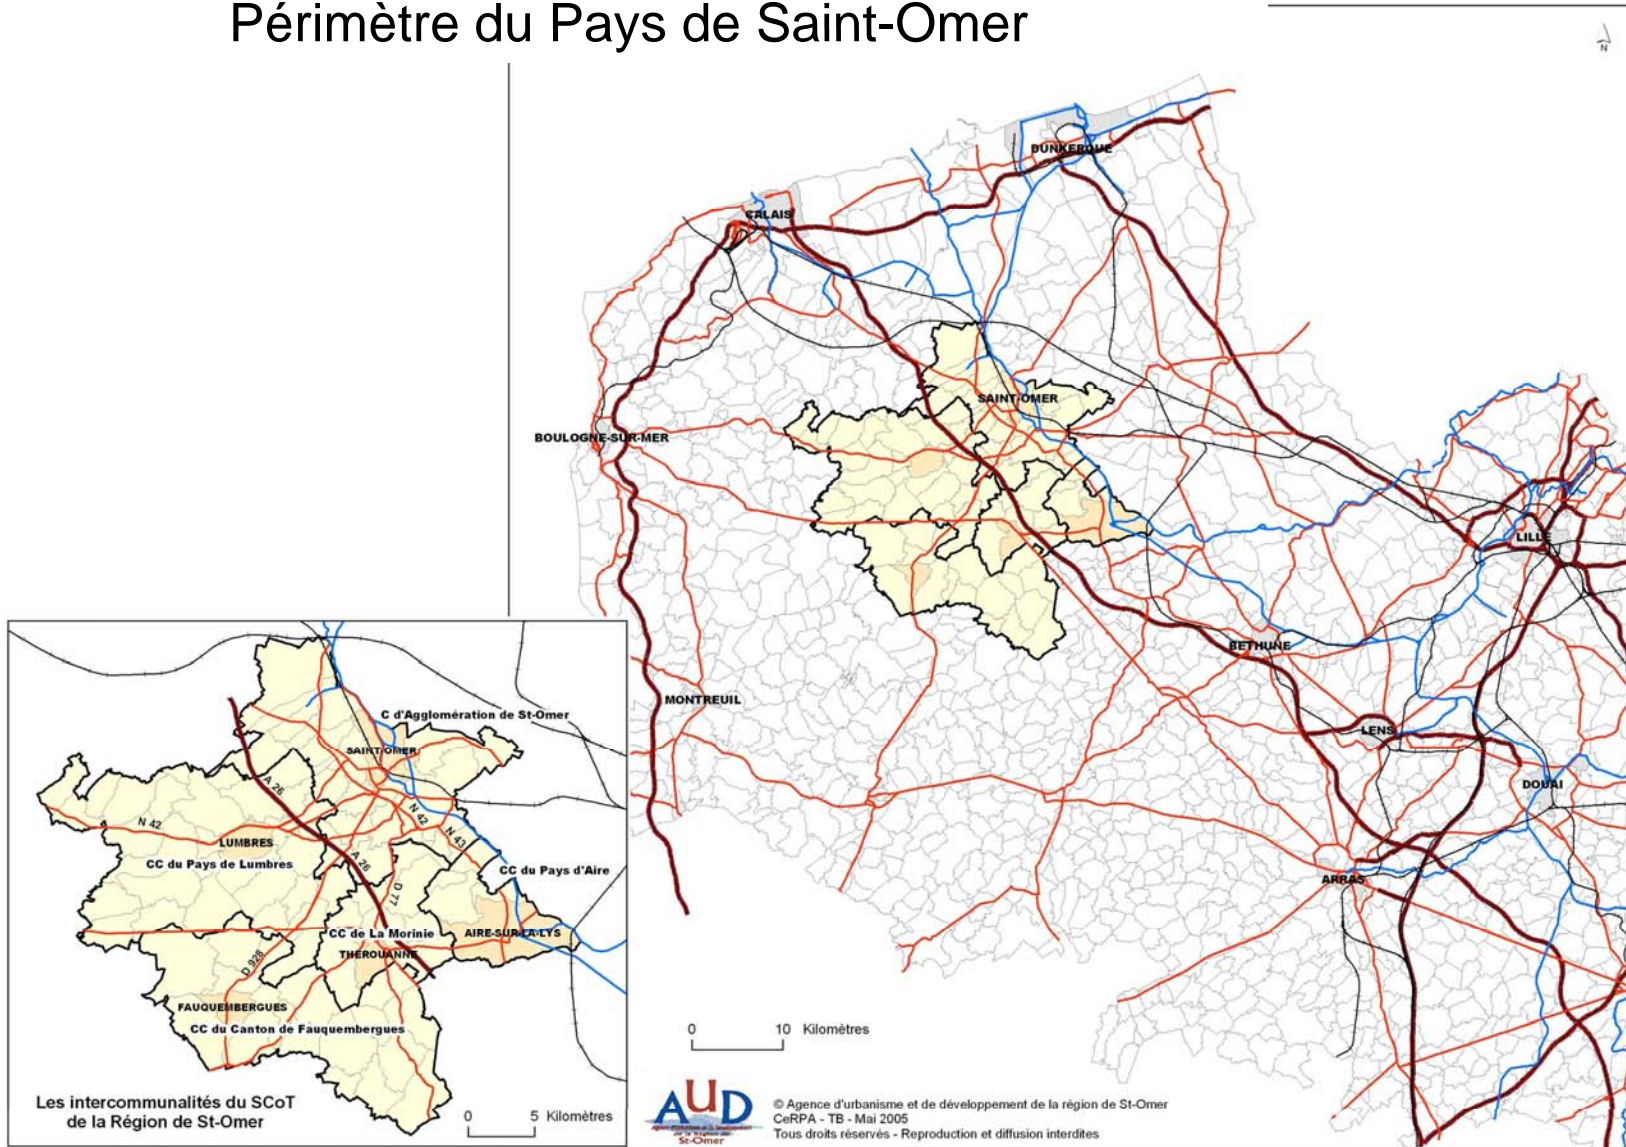 Périmètre du Pays de Saint-Omer
N
DUNKERQUE
CALAIS
SAINT-OMER
BOULOGNE-SUR-MER
LILLE
BETHUNE
MONTREUIL
LENS
DOUAI
ARRAS
C d'Agglomération de St-Omer
SAINT-OMER
A 26
N 42
N 42
N 43
LUMBRES
CC du Pays de Lumbres
A 26
CC du Pays d'Aire
D 77
CC de La Morinie
AIRE-SUR-LA-LYS
THEROUANNE
D 928
FAUQUEMBERGUES
CC du Canton de Fauquembergues
Les intercommunalités du SCoT
de la Région de St-Omer
0 5 Kilomètres
0 10 Kilomètres
AUD
St-Omer
© Agence d'urbanisme et de développement de la région de St-Omer
CeRPA - TB - Mai 2005
Tous droits réservés - Reproduction et diffusion interdites